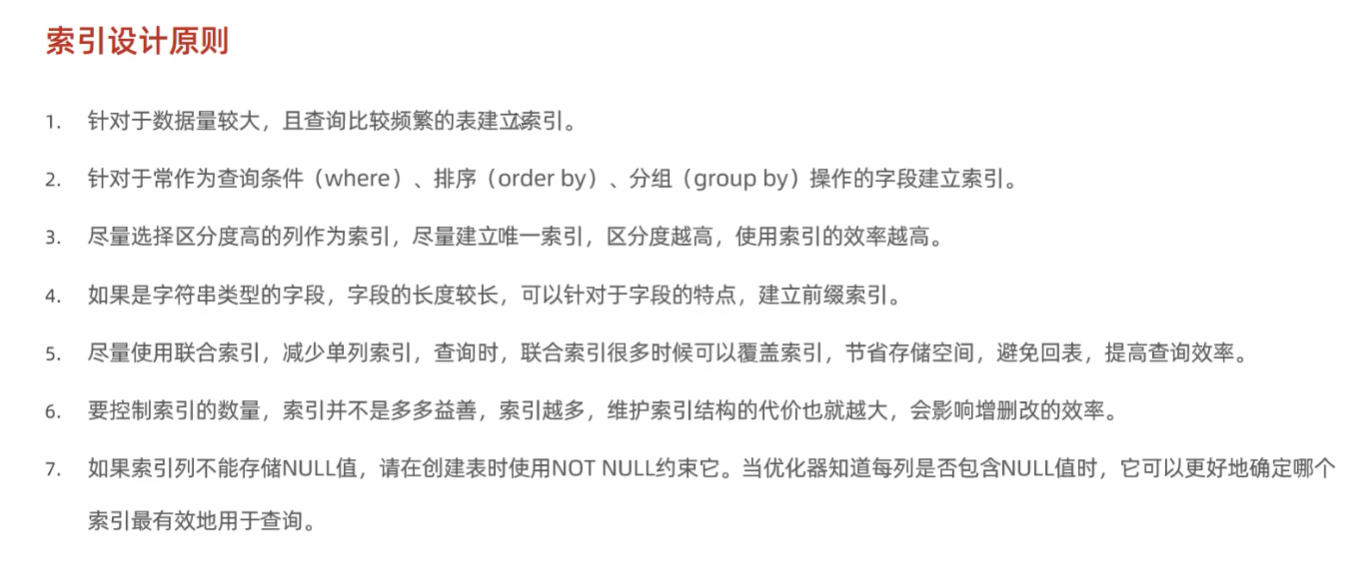 索引设计原则
1. 针对于数据量较大，且查询比较频繁的表建立索引。
2. 针对于常作为查询条件（where）、排序（order by）、分组（group by）操作的字段建立索引。
3. 尽量选择区分度高的列作为索引，尽量建立唯一索引，区分度越高，使用索引的效率越高。
4. 如果是字符串类型的字段，字段的长度较长，可以针对于字段的特点，建立前缀索引。
5. 尽量使用联合索引，减少单列索引，查询时，联合索引很多时候可以覆盖索引，节省存储空间，避免回表，提高查询效率。
6. 要控制索引的数量，索引并不是多多益善，索引越多，维护索引结构的代价也就越大，会影响增删改的效率。
7. 如果索引列不能存储NULL值，请在创建表时使用NOT NULL约束它。当优化器知道每列是否包含NULL值时，它可以更好地确定哪个
索引最有效地用于查询。